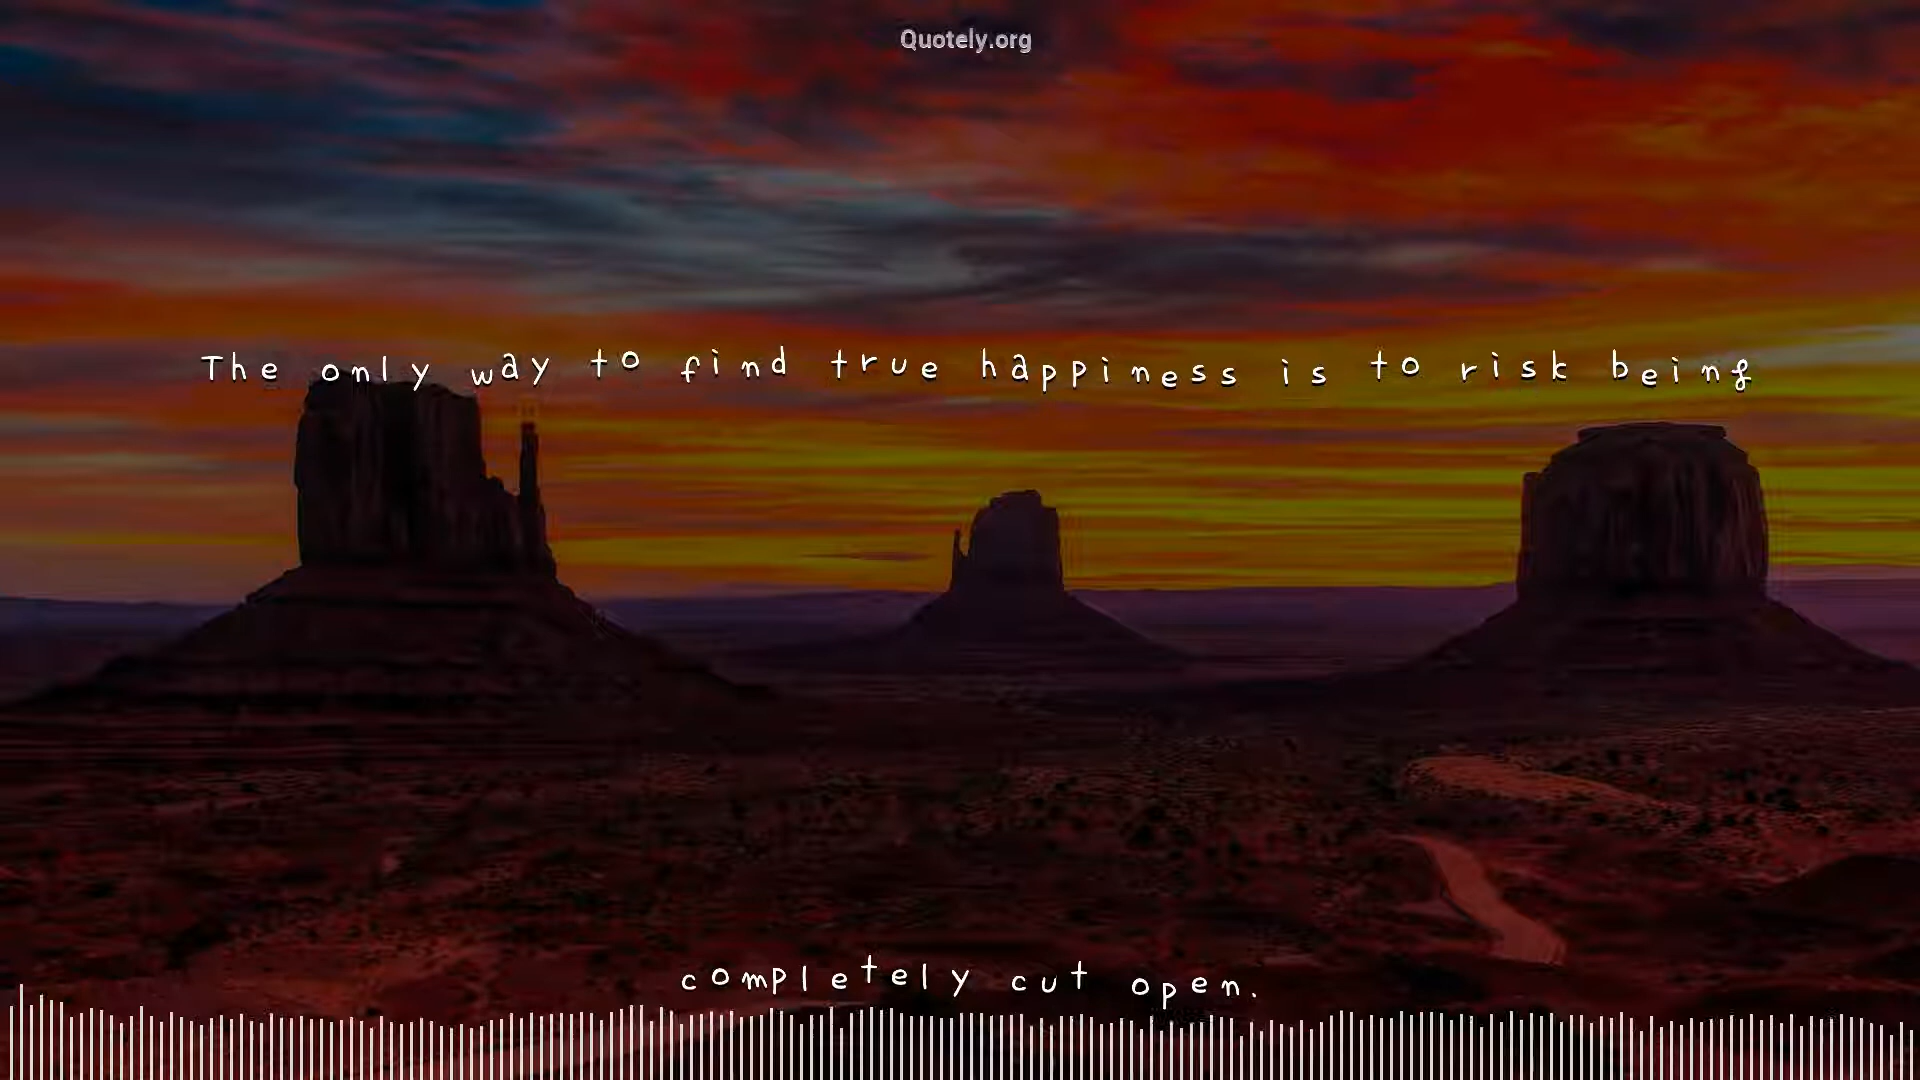 Quotely.org
The only way to find true happiness is to risk being
completely cut open.